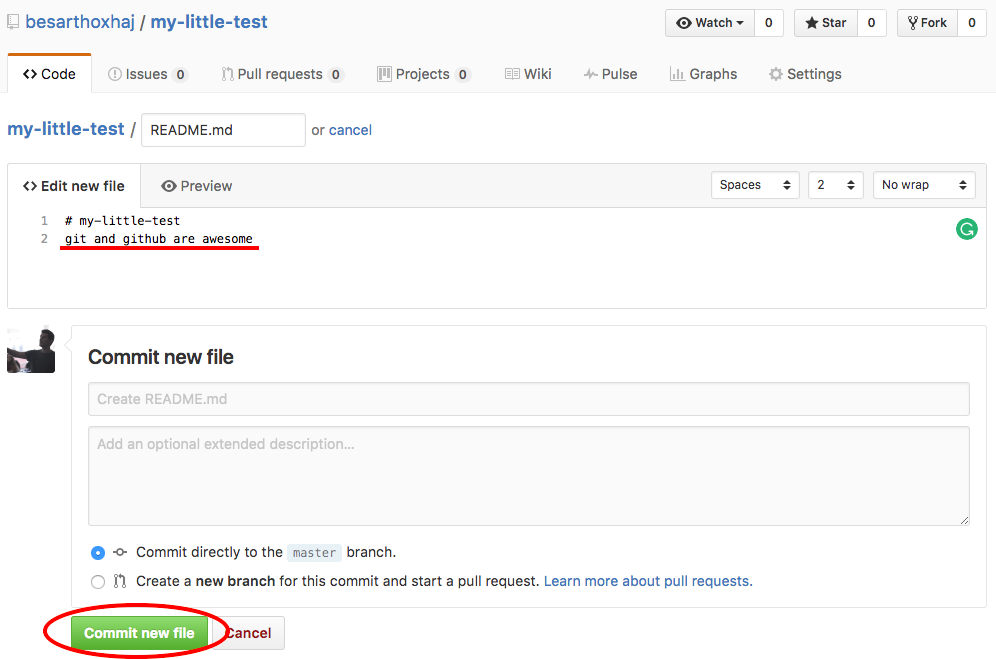 besarthoxhaj / my-little-test
Watch 0 Star 0 Fork 0
Code Issues 0 Pull requests 0 Projects 0 Wiki Pulse Graphs Settings
my-little-test / README.md or cancel
Edit new file Preview Spaces 2 No wrap
1 # my-little-test
2 git and github are awesome
Commit new file
Create README.md
Add an optional extended description...
Commit directly to the master branch.
Create a new branch for this commit and start a pull request. Learn more about pull requests.
Commit new file Cancel